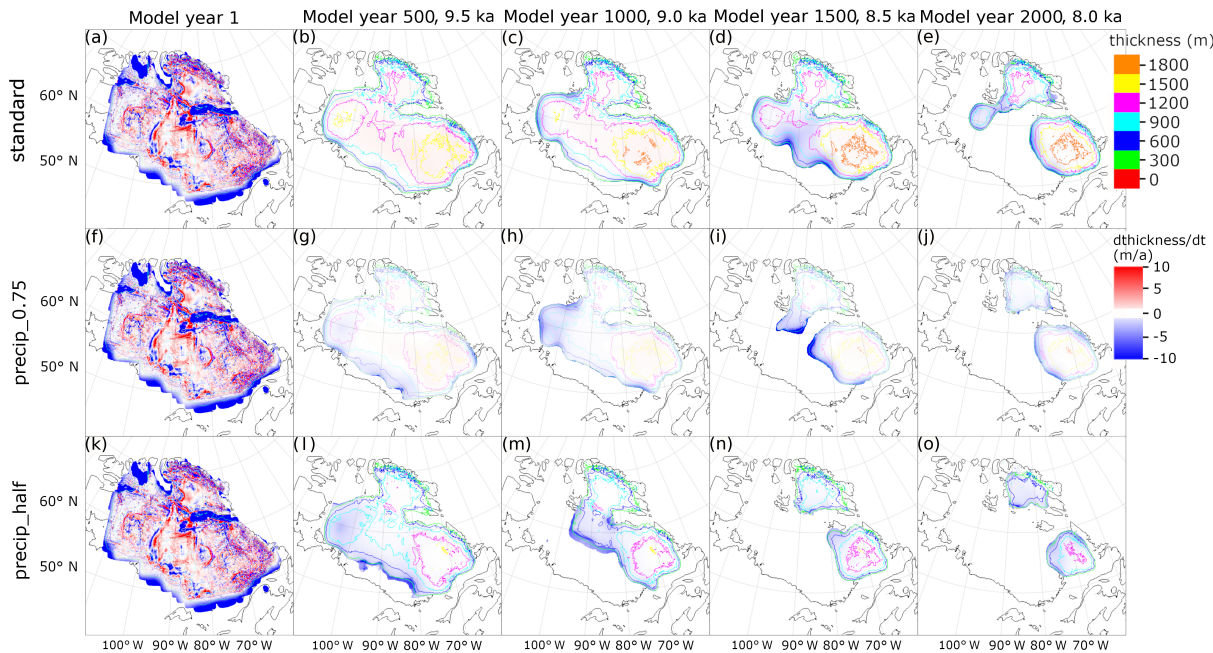 Model year 1
Model year 500, 9.5 ka
Model year 1000, 9.0 ka
Model year 1500, 8.5 ka
Model year 2000, 8.0 ka
standard
(a)
(b)
(c)
(d)
(e)
60° N
50° N
thickness (m)
1800
1500
1200
900
600
300
0
precip_0.75
(f)
(g)
(h)
(i)
(j)
60° N
50° N
dthickness/dt
(m/a)
10
5
0
-5
-10
precip_half
(k)
(l)
(m)
(n)
(o)
60° N
50° N
100° W 90° W 80° W 70° W
100° W 90° W 80° W 70° W
100° W 90° W 80° W 70° W
100° W 90° W 80° W 70° W
100° W 90° W 80° W 70° W